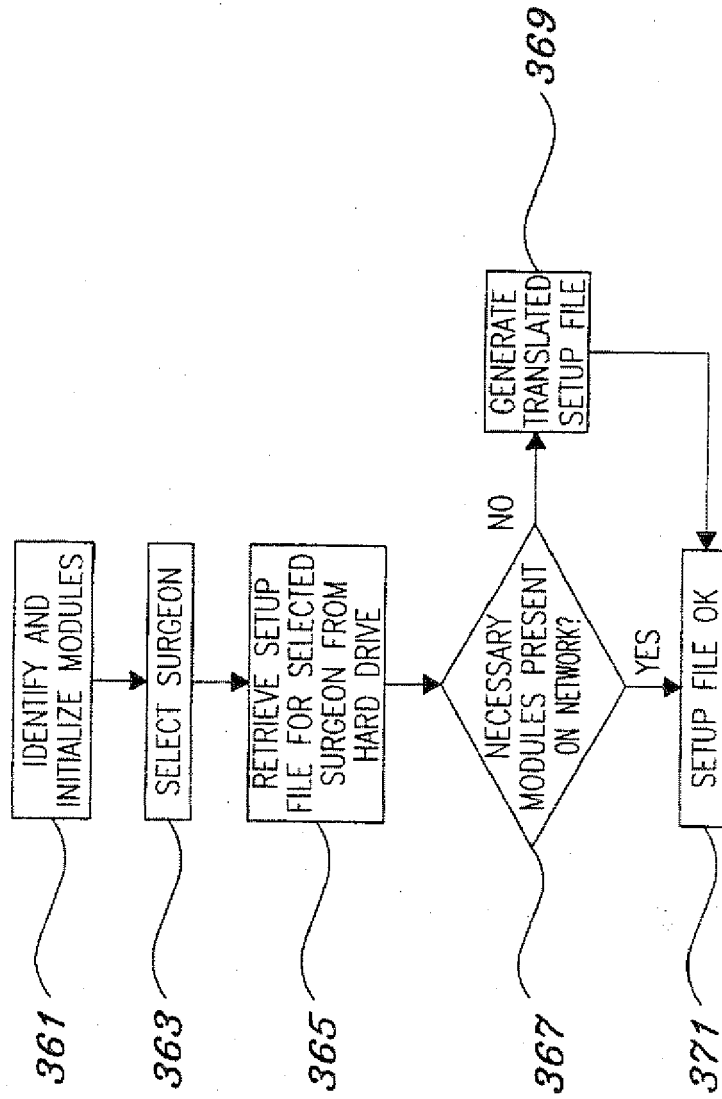 361
IDENTIFY AND
INITIALIZE MODULES
363
SELECT SURGEON
365
RETRIEVE SETUP
FILE FOR SELECTED
SURGEON FROM
HARD DRIVE
367
NECESSARY
MODULES PRESENT
ON NETWORK?
NO
YES
369
GENERATE
TRANSLATED
SETUP FILE
371
SETUP FILE OK